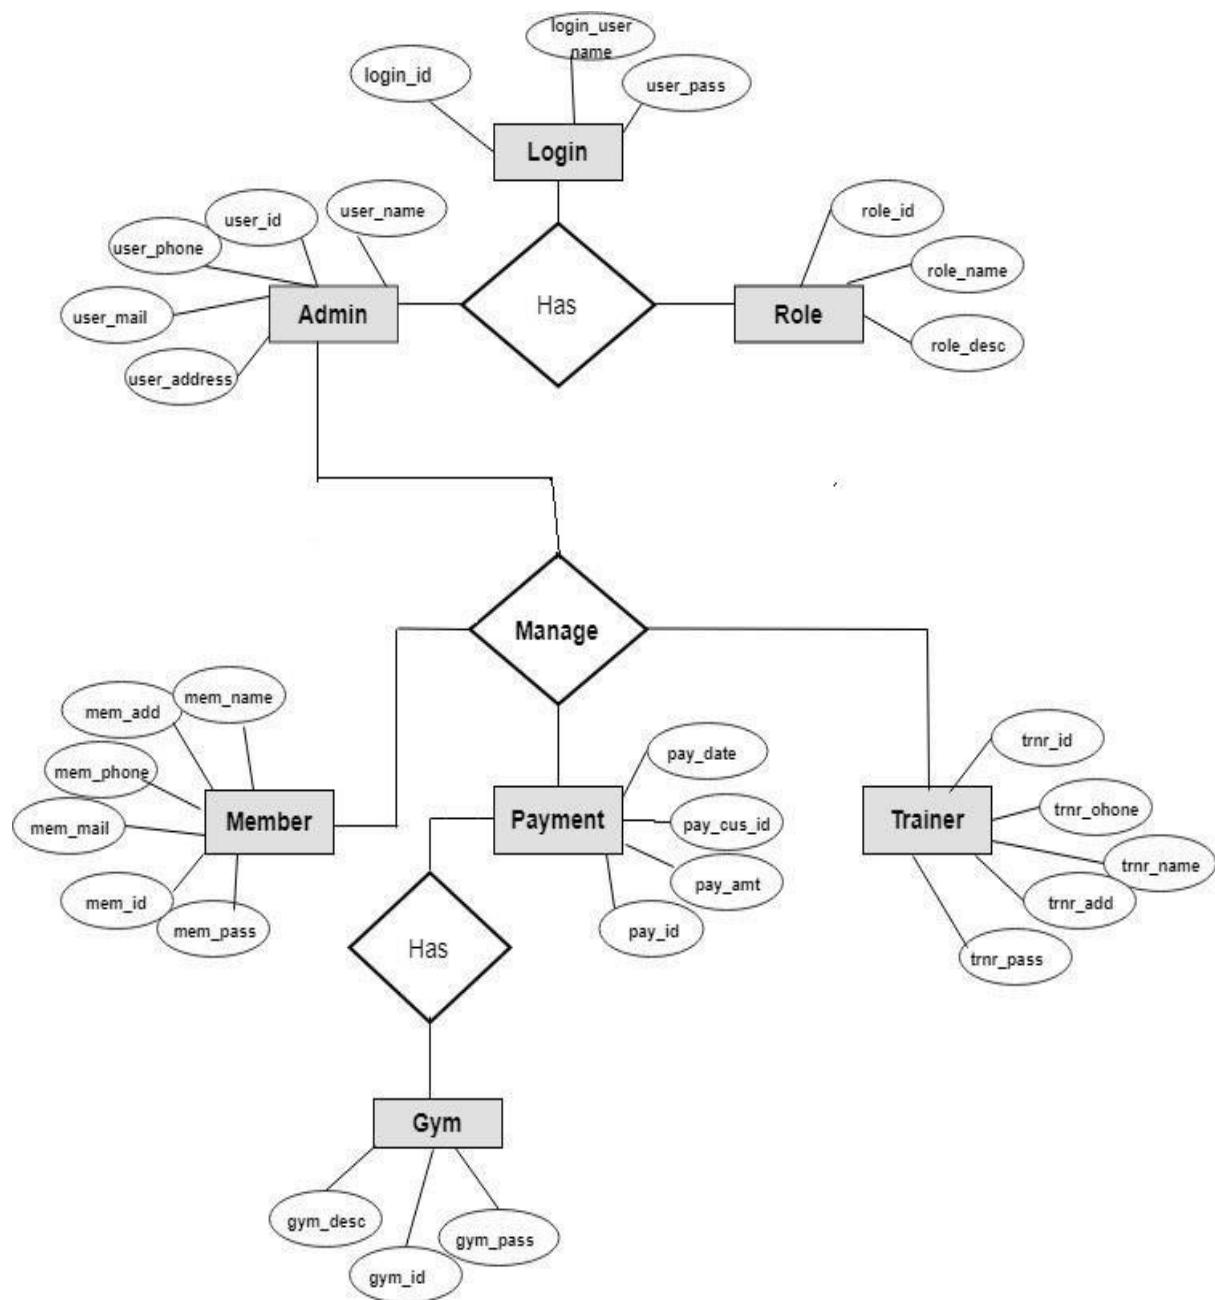 login_user
name
login_id
user_pass
Login
user_id
user_name
role_id
user_phone
role_name
user_mail
Admin
Has
Role
role_desc
user_address
Manage
mem_name
mem_add
trnr_id
pay_date
mem_phone
trnr_ohone
Member
Payment
Trainer
mem_mail
pay_cus_id
trnr_name
pay_amt
mem_id
trnr_add
mem_pass
pay_id
Has
trnr_pass
Gym
gym_desc
gym_pass
gym_id